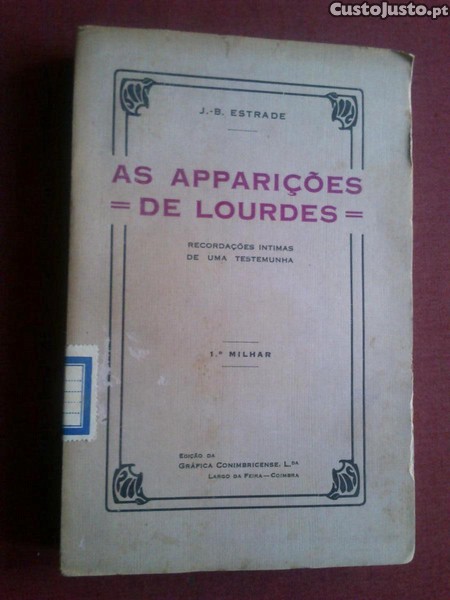 CustoJusto.pt
J.-B. ESTRADE
AS APPARIÇÕES
= DE LOURDES =
RECORDAÇÕES INTIMAS
DE UMA TESTEMUNHA
1.º MILHAR
EDIÇÃO DA
GRÁFICA CONIMBRICENSE, L.DA
LARGO DA FEIRA—COIMBRA